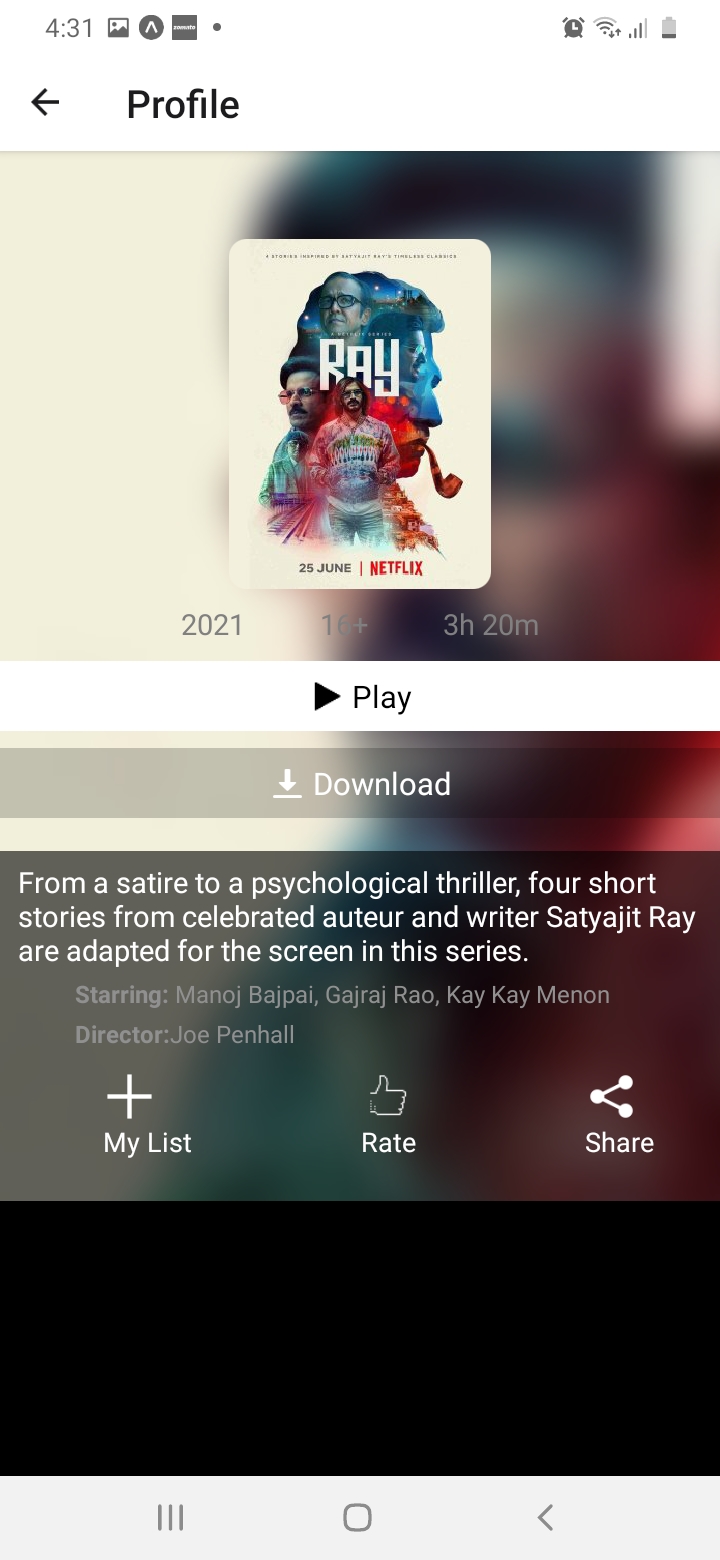 4:31
zomato
Profile
4 STORIES INSPIRED BY SATYAJIT RAY'S TIMELESS CLASSICS
A NETFLIX SERIES
RAY
25 JUNE | NETFLIX
2021 16+ 3h 20m
Play
Download
From a satire to a psychological thriller, four short
stories from celebrated auteur and writer Satyajit Ray
are adapted for the screen in this series.
Starring: Manoj Bajpai, Gajraj Rao, Kay Kay Menon
Director:Joe Penhall
My List Rate Share